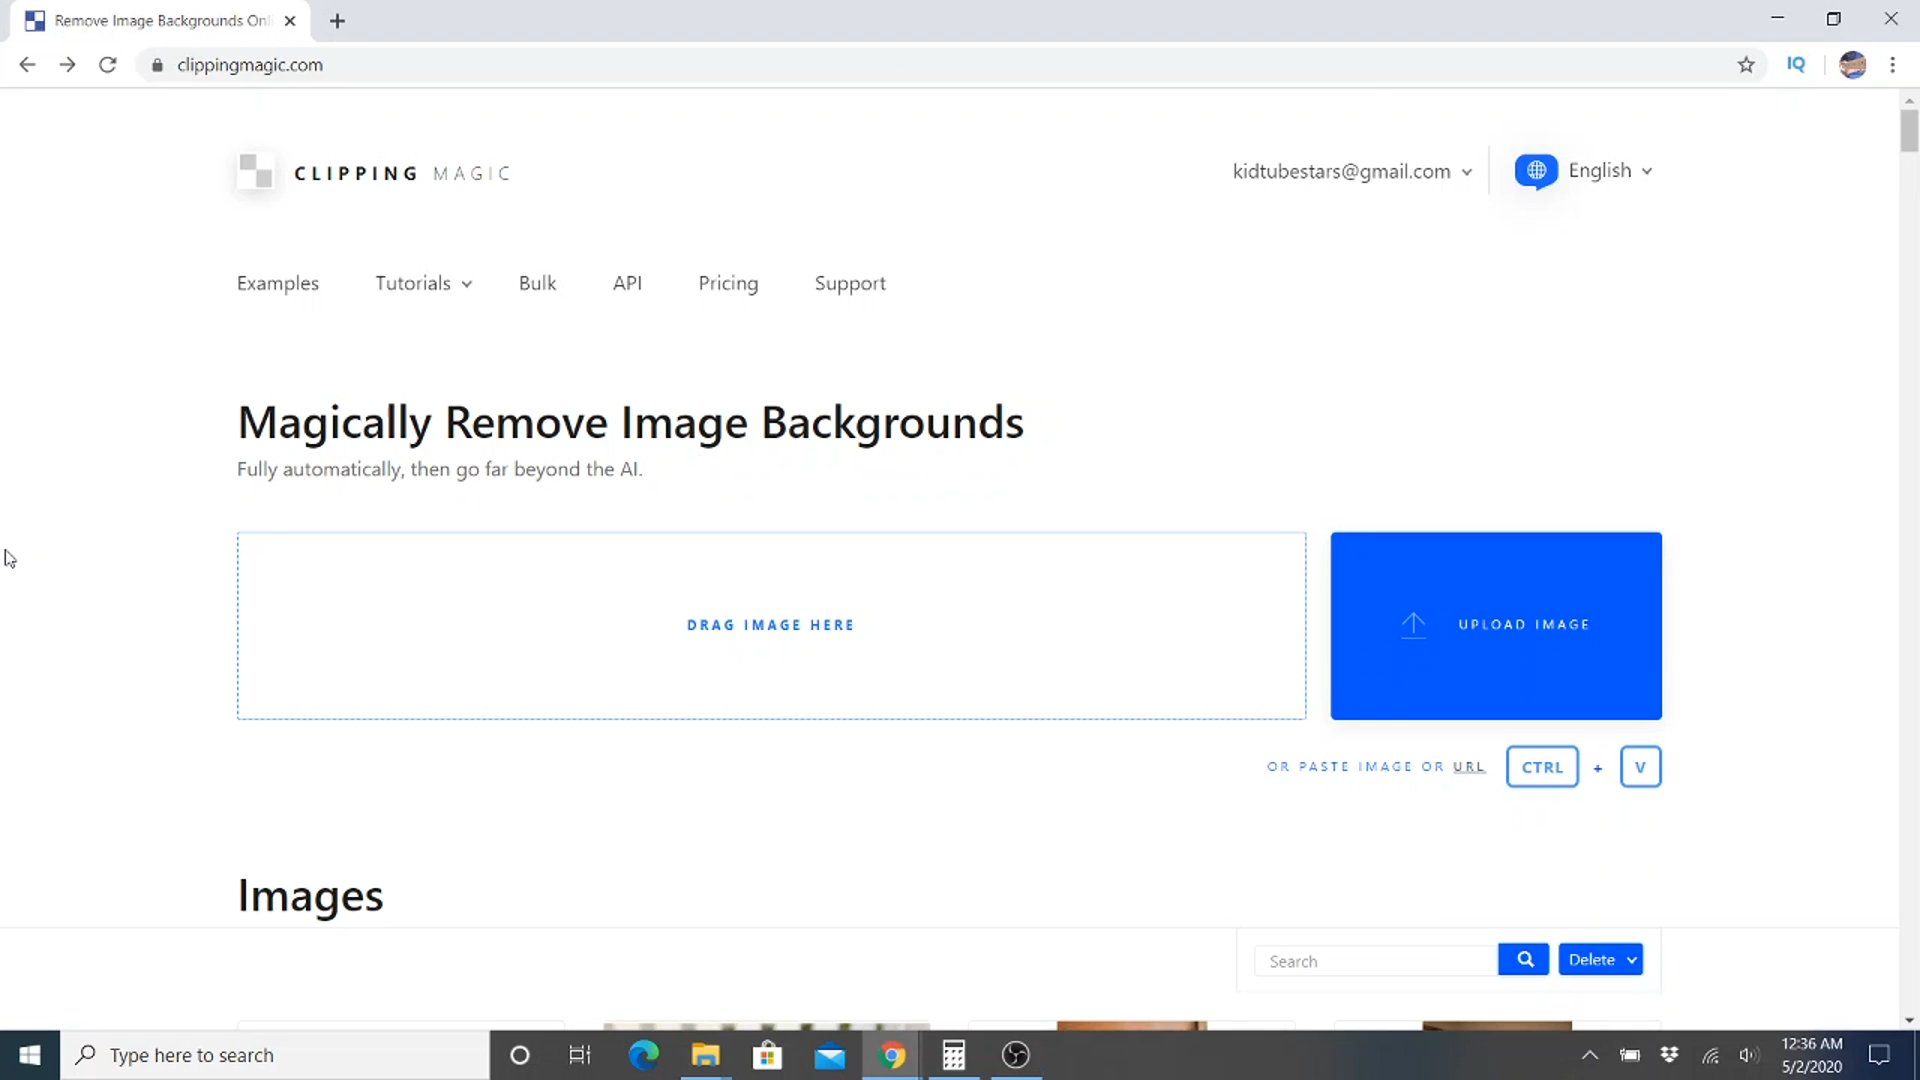 Remove Image Backgrounds Onl
clippingmagic.com
IQ
CLIPPING MAGIC
kidtubestars@gmail.com
English
Examples
Tutorials
Bulk
API
Pricing
Support
Magically Remove Image Backgrounds
Fully automatically, then go far beyond the AI.
DRAG IMAGE HERE
UPLOAD IMAGE
OR PASTE IMAGE OR URL CTRL + V
Images
Search
Delete
Type here to search
12:36 AM
5/2/2020